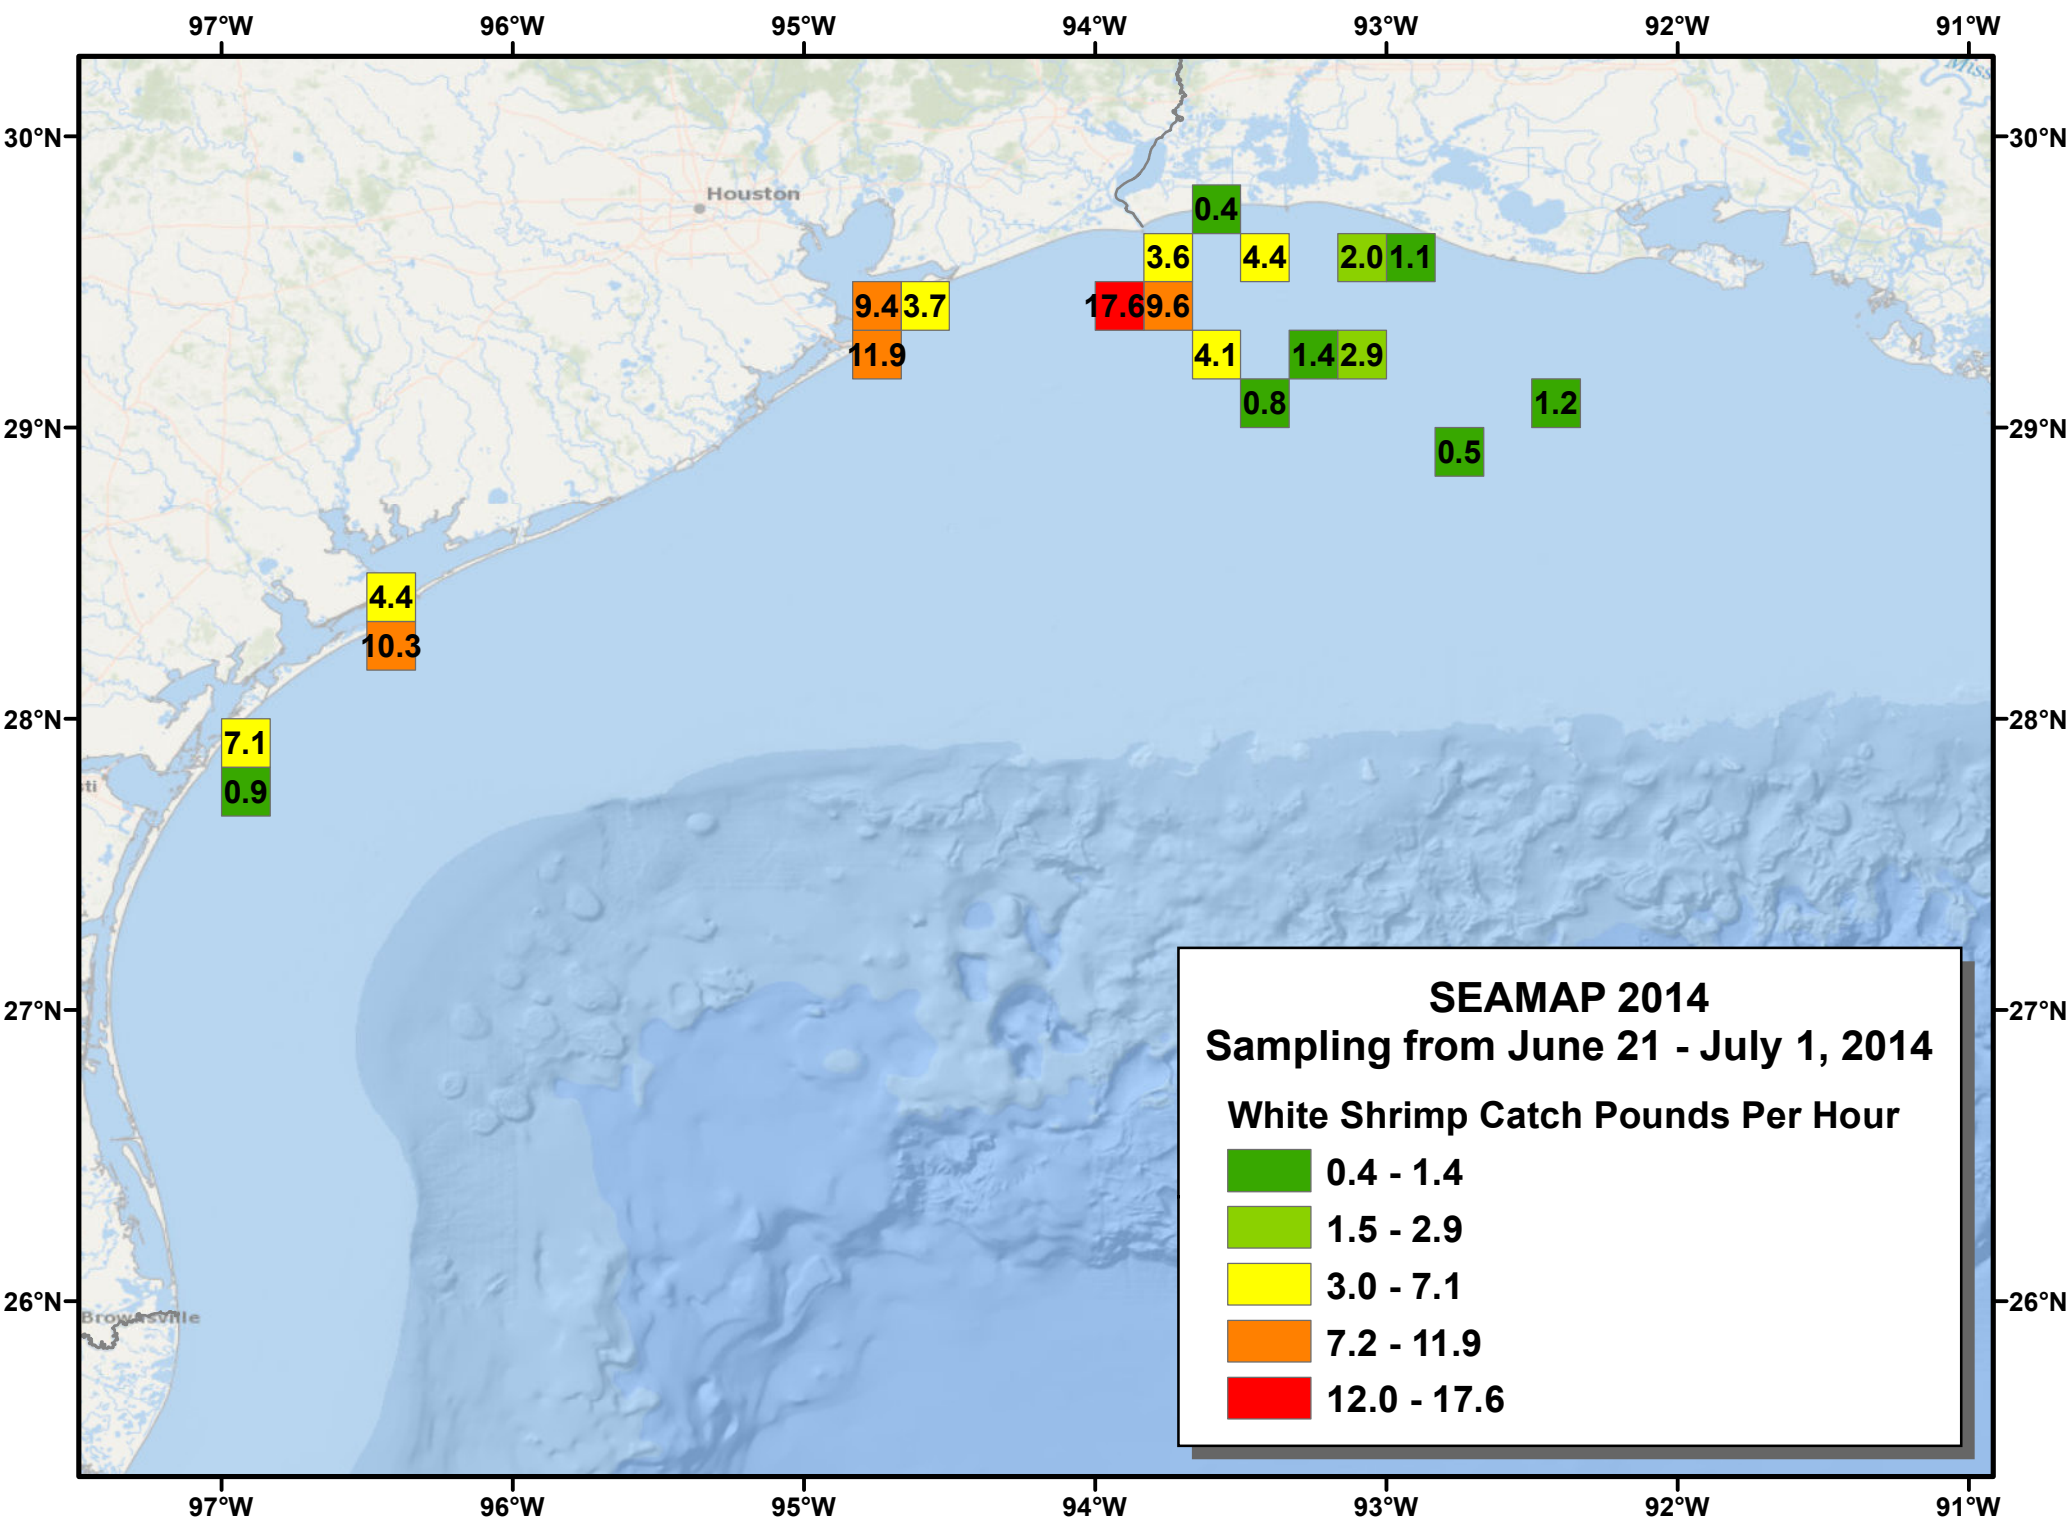 97°W 96°W 95°W 94°W 93°W 92°W 91°W
Miss
30°N 30°N
Houston
0.4
3.6 4.4 2.0 1.1
9.4 3.7 17.6 9.6
11.9 4.1 1.4 2.9
0.8 1.2
29°N 29°N
0.5
4.4
10.3
28°N 28°N
7.1
ti
0.9
27°N 27°N
SEAMAP 2014
Sampling from June 21 - July 1, 2014
White Shrimp Catch Pounds Per Hour
0.4 - 1.4
1.5 - 2.9
3.0 - 7.1
7.2 - 11.9
12.0 - 17.6
26°N 26°N
Brownsville
97°W 96°W 95°W 94°W 93°W 92°W 91°W